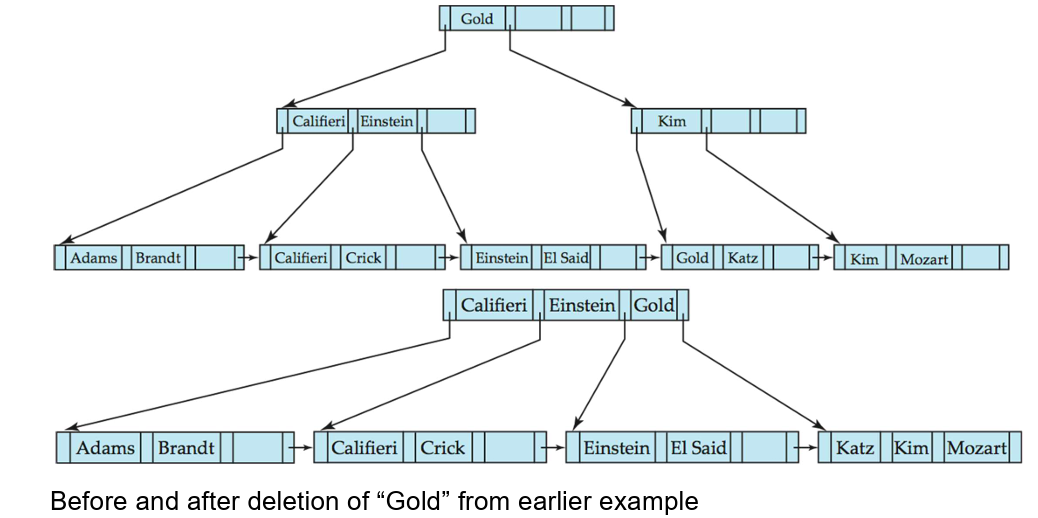 Gold
Califieri Einstein
Kim
Adams Brandt Califieri Crick Einstein El Said Gold Katz Kim Mozart
Califieri Einstein Gold
Adams Brandt Califieri Crick Einstein El Said Katz Kim Mozart
Before and after deletion of “Gold” from earlier example